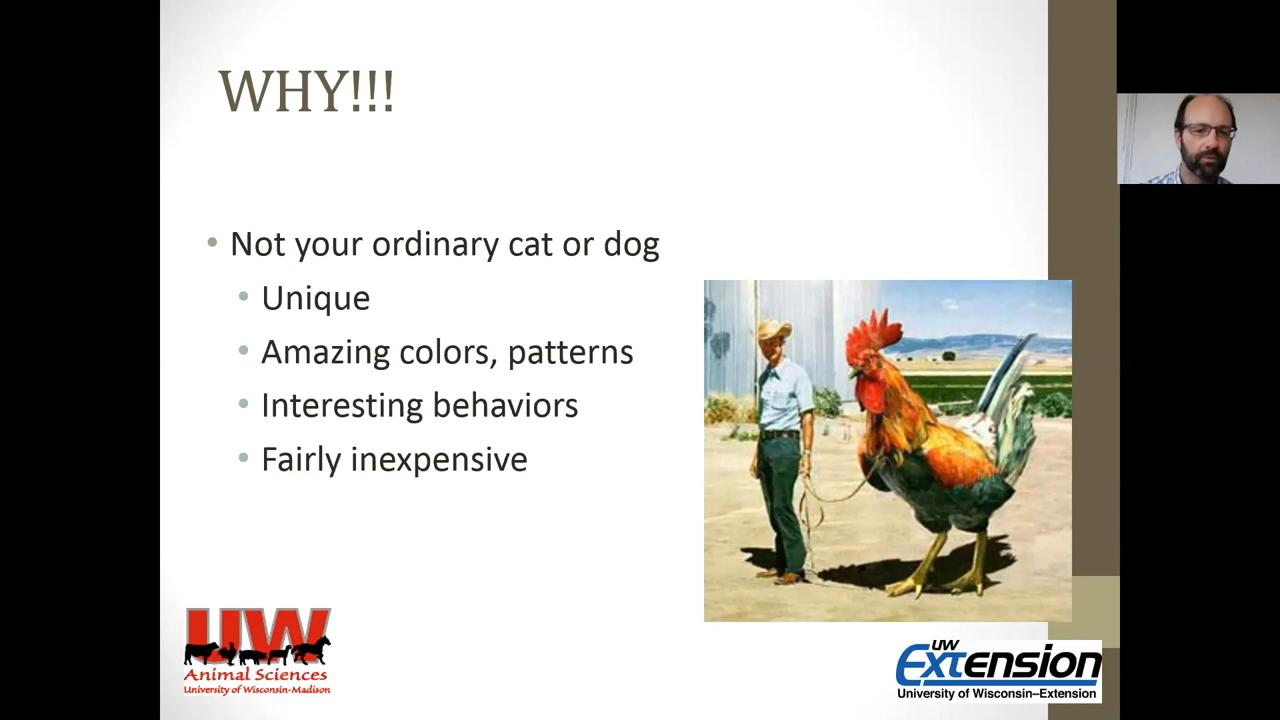 WHY!!!
Not your ordinary cat or dog
Unique
Amazing colors, patterns
Interesting behaviors
Fairly inexpensive
UW
Animal Sciences
University of Wisconsin-Madison
UW
Extension
University of Wisconsin–Extension